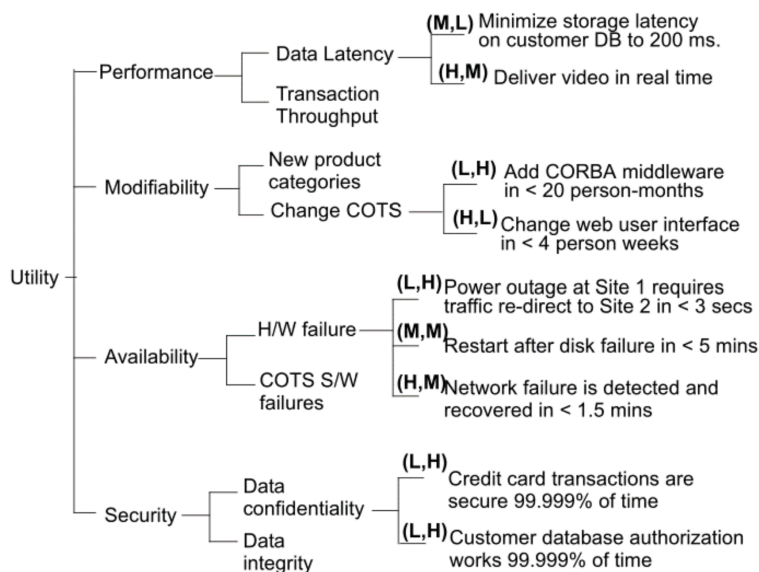 (M,L) Minimize storage latency
on customer DB to 200 ms.
Data Latency
Performance
(H,M) Deliver video in real time
Transaction
Throughput
New product
categories
(L,H) Add CORBA middleware
in < 20 person-months
Modifiability
Change COTS
(H,L) Change web user interface
in < 4 person weeks
Utility
(L,H) Power outage at Site 1 requires
traffic re-direct to Site 2 in < 3 secs
H/W failure
(M,M) Restart after disk failure in < 5 mins
Availability
COTS S/W
failures
(H,M) Network failure is detected and
recovered in < 1.5 mins
(L,H) Credit card transactions are
secure 99.999% of time
Data
confidentiality
Security
(L,H) Customer database authorization
works 99.999% of time
Data
integrity